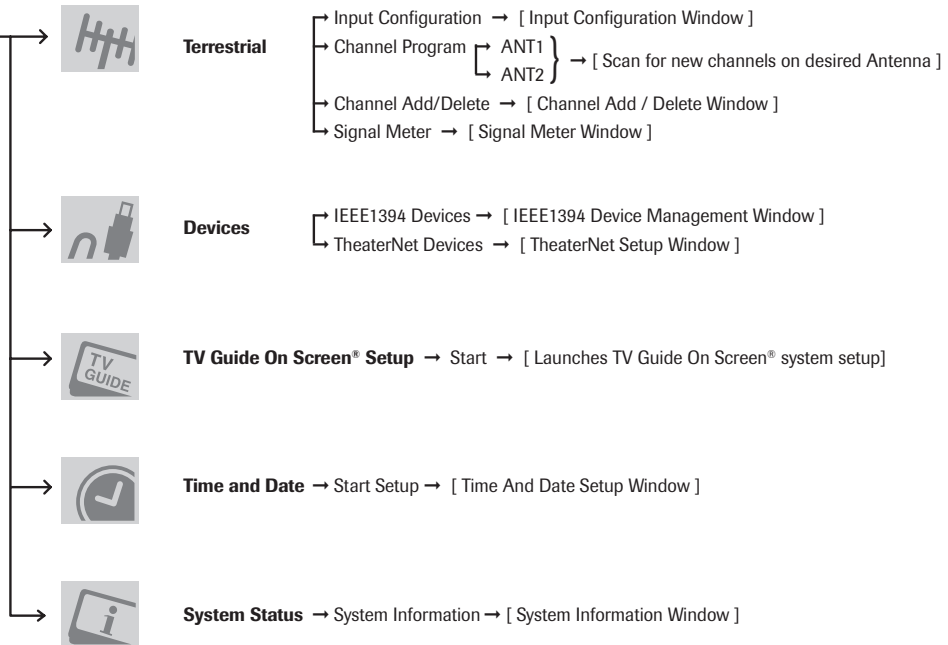 Terrestrial
→ Input Configuration → [ Input Configuration Window ]
→ Channel Program → ANT1
→ ANT2
} → [ Scan for new channels on desired Antenna ]
→ Channel Add/Delete → [ Channel Add / Delete Window ]
→ Signal Meter → [ Signal Meter Window ]
Devices
→ IEEE1394 Devices → [ IEEE1394 Device Management Window ]
→ TheaterNet Devices → [ TheaterNet Setup Window ]
TV
GUIDE
TV Guide On Screen® Setup → Start → [ Launches TV Guide On Screen® system setup]
Time and Date → Start Setup → [ Time And Date Setup Window ]
i
System Status → System Information → [ System Information Window ]